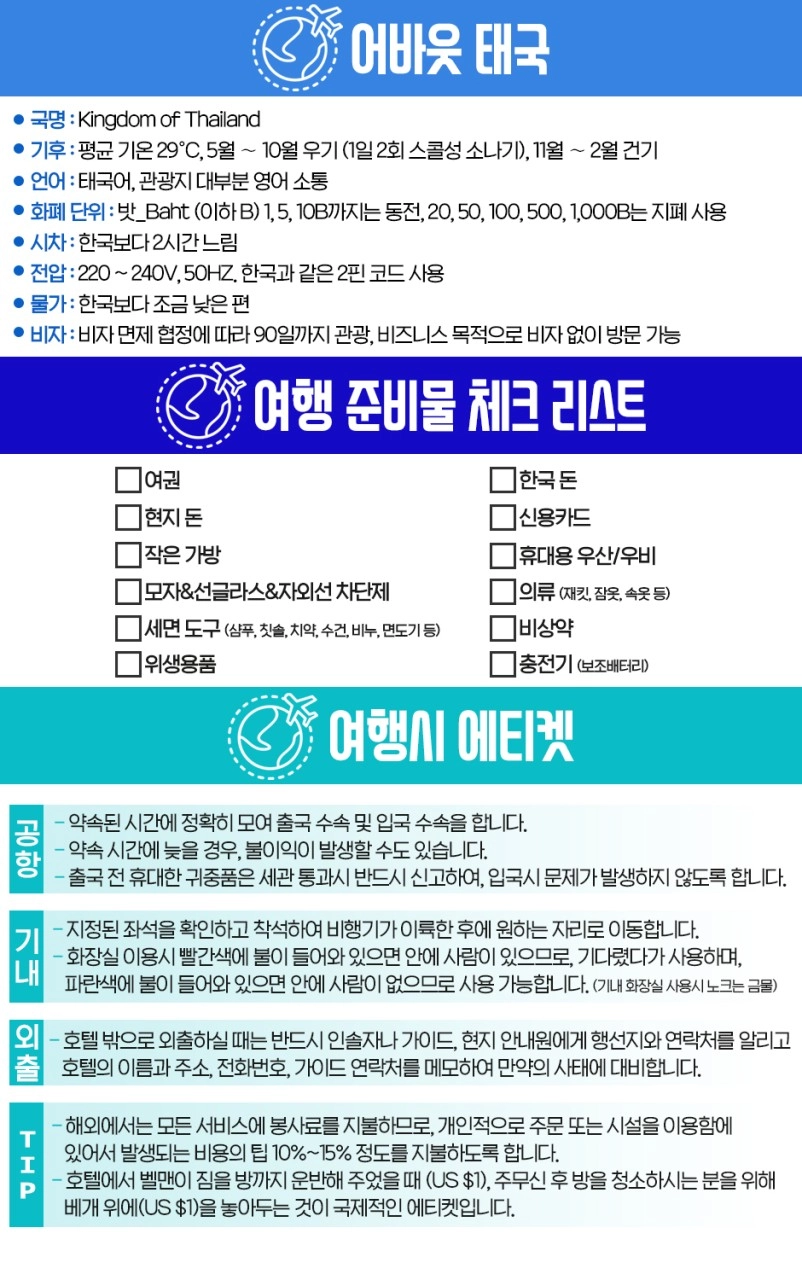 어바웃 태국
• 국명 : Kingdom of Thailand
• 기후 : 평균 기온 29°C, 5월 ~ 10월 우기 (1일 2회 스콜성 소나기), 11월 ~ 2월 건기
• 언어 : 태국어, 관광지 대부분 영어 소통
• 화폐 단위 : 밧_Baht (이하 B) 1, 5, 10B까지는 동전, 20, 50, 100, 500, 1,000B는 지폐 사용
• 시차 : 한국보다 2시간 느림
• 전압 : 220 ~ 240V, 50HZ. 한국과 같은 2핀 코드 사용
• 물가 : 한국보다 조금 낮은 편
• 비자 : 비자 면제 협정에 따라 90일까지 관광, 비즈니스 목적으로 비자 없이 방문 가능
여행 준비물 체크 리스트
여권
한국 돈
현지 돈
신용카드
작은 가방
휴대용 우산/우비
모자&선글라스&자외선 차단제
의류 (재킷, 잠옷, 속옷 등)
세면 도구 (샴푸, 칫솔, 치약, 수건, 비누, 면도기 등)
비상약
위생용품
충전기 (보조배터리)
여행시 에티켓
공항
- 약속된 시간에 정확히 모여 출국 수속 및 입국 수속을 합니다.
- 약속 시간에 늦을 경우, 불이익이 발생할 수도 있습니다.
- 출국 전 휴대한 귀중품은 세관 통과시 반드시 신고하여, 입국시 문제가 발생하지 않도록 합니다.
기내
- 지정된 좌석을 확인하고 착석하여 비행기가 이륙한 후에 원하는 자리로 이동합니다.
- 화장실 이용시 빨간색에 불이 들어와 있으면 안에 사람이 있으므로, 기다렸다가 사용하며,
파란색에 불이 들어와 있으면 안에 사람이 없으므로 사용 가능합니다. (기내 화장실 사용시 노크는 금물)
외출
- 호텔 밖으로 외출하실 때는 반드시 인솔자나 가이드, 현지 안내원에게 행선지와 연락처를 알리고
호텔의 이름과 주소, 전화번호, 가이드 연락처를 메모하여 만약의 사태에 대비합니다.
TIP
- 해외에서는 모든 서비스에 봉사료를 지불하므로, 개인적으로 주문 또는 시설을 이용함에
있어서 발생되는 비용의 팁 10%~15% 정도를 지불하도록 합니다.
- 호텔에서 벨맨이 짐을 방까지 운반해 주었을 때 (US $1), 주무신 후 방을 청소하시는 분을 위해
베개 위에(US $1)을 놓아두는 것이 국제적인 에티켓입니다.